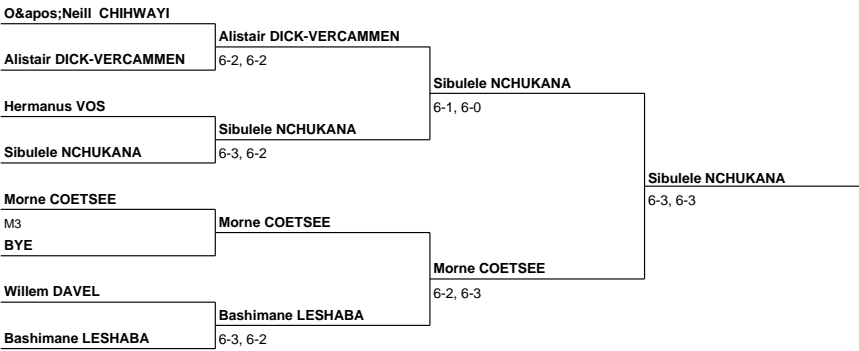 O&apos;Neill  CHIHWAYI
Alistair DICK-VERCAMMEN
Alistair DICK-VERCAMMEN
6-2, 6-2
Sibulele NCHUKANA
6-1, 6-0
Hermanus VOS
Sibulele NCHUKANA
Sibulele NCHUKANA
6-3, 6-2
Sibulele NCHUKANA
6-3, 6-3
Morne COETSEE
M3
BYE
Morne COETSEE
Morne COETSEE
6-2, 6-3
Willem DAVEL
Bashimane LESHABA
Bashimane LESHABA
6-3, 6-2